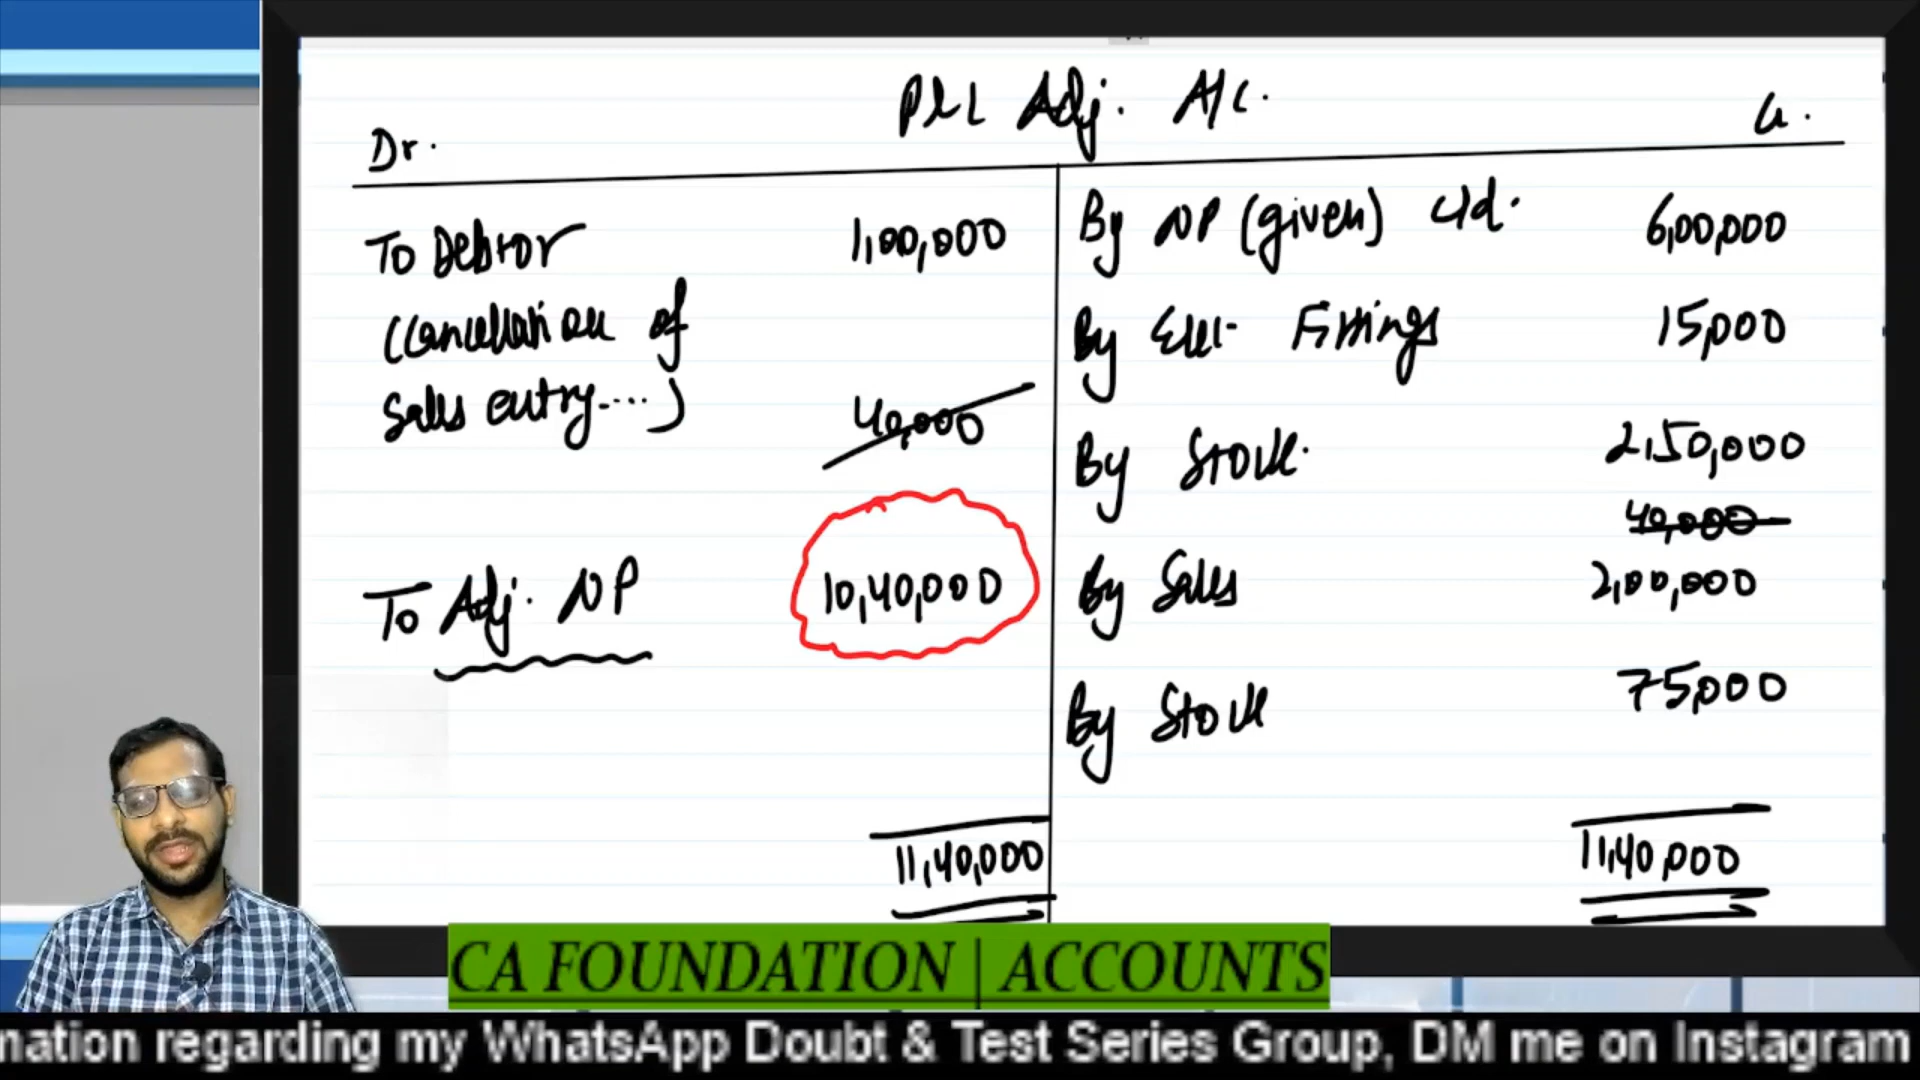 P&L Adj. A/c.
Dr.
Cr.
To Debtor 1,00,000
(Cancellation of
Sales entry....)
40,000
To Adj. NP 10,40,000
11,40,000
By NP (given) c/d. 6,00,000
By Elec. Fittings 15,000
By Stock. 2,50,000
40,000
By Sales 2,00,000
By Stock 75,000
11,40,000
CA FOUNDATION | ACCOUNTS
nation regarding my WhatsApp Doubt & Test Series Group, DM me on Instagram